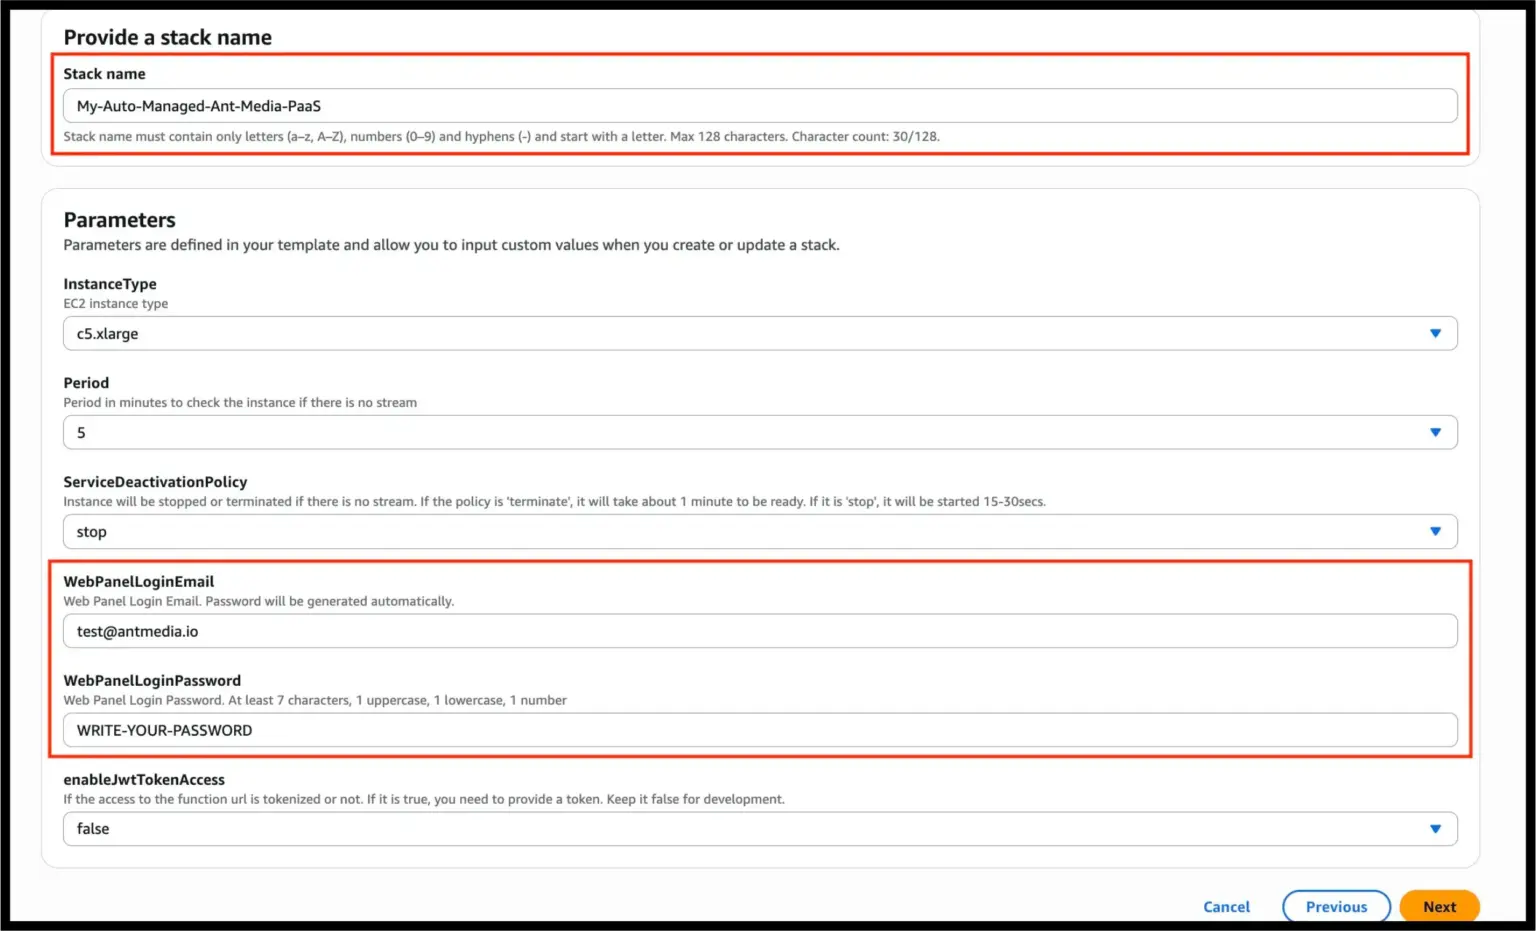 Provide a stack name
Stack name
My-Auto-Managed-Ant-Media-PaaS
Stack name must contain only letters (a–z, A–Z), numbers (0–9) and hyphens (-) and start with a letter. Max 128 characters. Character count: 30/128.
Parameters
Parameters are defined in your template and allow you to input custom values when you create or update a stack.
InstanceType
EC2 instance type
c5.xlarge
Period
Period in minutes to check the instance if there is no stream
5
ServiceDeactivationPolicy
Instance will be stopped or terminated if there is no stream. If the policy is 'terminate', it will take about 1 minute to be ready. If it is 'stop', it will be started 15-30secs.
stop
WebPanelLoginEmail
Web Panel Login Email. Password will be generated automatically.
test@antmedia.io
WebPanelLoginPassword
Web Panel Login Password. At least 7 characters, 1 uppercase, 1 lowercase, 1 number
WRITE-YOUR-PASSWORD
enableJwtTokenAccess
If the access to the function url is tokenized or not. If it is true, you need to provide a token. Keep it false for development.
false
Cancel
Previous
Next